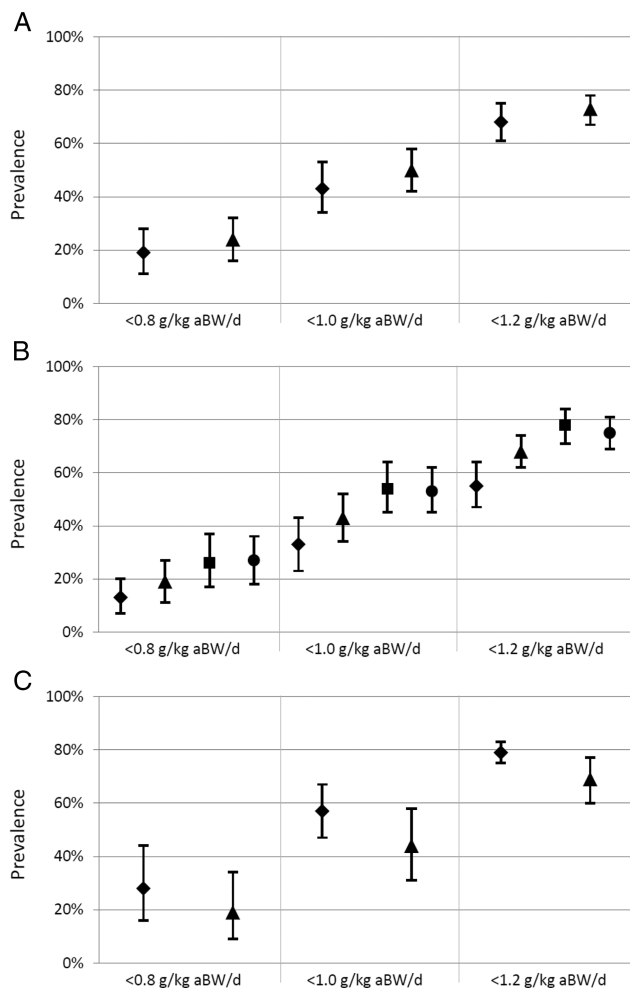 A
100%
80%
60%
40%
20%
0%
Prevalence
<0.8 g/kg aBW/d <1.0 g/kg aBW/d <1.2 g/kg aBW/d
B
100%
80%
60%
40%
20%
0%
Prevalence
<0.8 g/kg aBW/d <1.0 g/kg aBW/d <1.2 g/kg aBW/d
C
100%
80%
60%
40%
20%
0%
Prevalence
<0.8 g/kg aBW/d <1.0 g/kg aBW/d <1.2 g/kg aBW/d